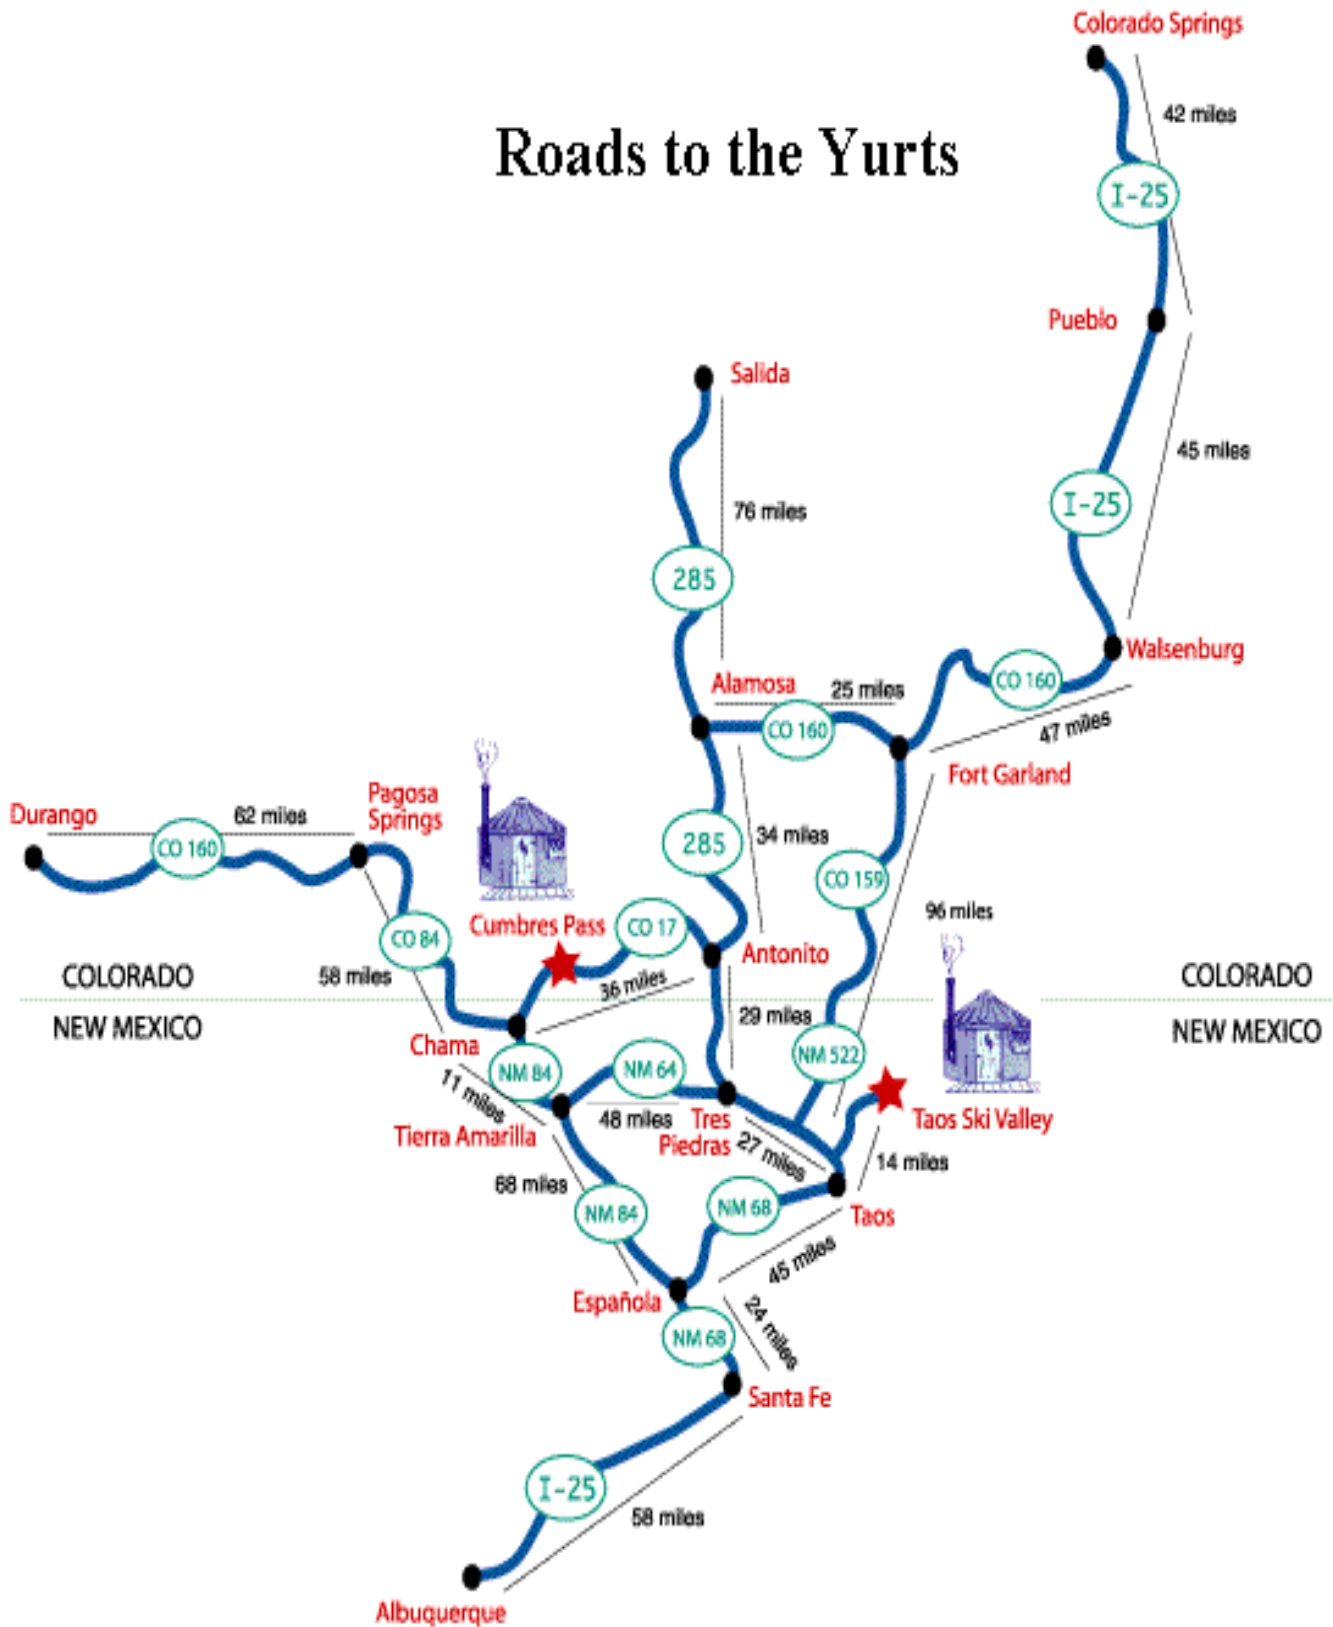 Colorado Springs
42 miles
Roads to the Yurts
I-25
Pueblo
Salida
45 miles
I-25
76 miles
285
Walsenburg
Alamosa
25 miles
CO 160
CO 160
47 miles
Fort Garland
Durango
62 miles
Pagosa
Springs
CO 160
285
34 miles
CO 159
96 miles
CO 84
Cumbres Pass
CO 17
Antonito
58 miles
36 miles
COLORADO
COLORADO
NEW MEXICO
NEW MEXICO
29 miles
Chama
NM 84
NM 64
NM 522
11 miles
48 miles
Tres
Piedras
Taos Ski Valley
Tierra Amarilla
27 miles
14 miles
68 miles
NM 84
NM 68
Taos
45 miles
Española
24 miles
NM 68
Santa Fe
I-25
58 miles
Albuquerque